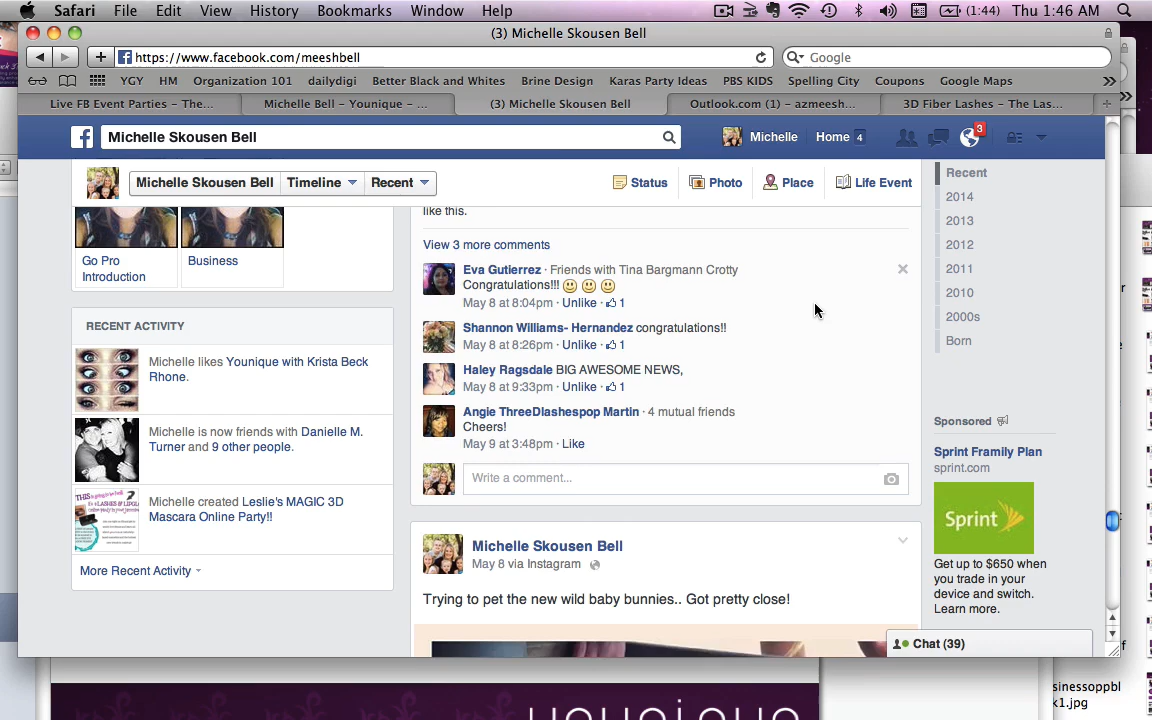 Safari File Edit View History Bookmarks Window Help (1:44) Thu 1:46 AM
(3) Michelle Skousen Bell
https://www.facebook.com/meeshbell Google
YGY HM Organization 101 dailydigi Better Black and Whites Brine Design Karas Party Ideas PBS KIDS Spelling City Coupons Google Maps
Live FB Event Parties – The... Michelle Bell – Younique – ... (3) Michelle Skousen Bell Outlook.com (1) – azmeesh... 3D Fiber Lashes – The Las...
Michelle Skousen Bell Michelle Home 4 3
Michelle Skousen Bell Timeline Recent Status Photo Place Life Event
Recent
2014
2013
2012
2011
2010
2000s
Born
Go Pro
Introduction
Business
RECENT ACTIVITY
Michelle likes Younique with Krista Beck
Rhone.
Michelle is now friends with Danielle M.
Turner and 9 other people.
Michelle created Leslie's MAGIC 3D
Mascara Online Party!!
More Recent Activity
like this.
View 3 more comments
Eva Gutierrez · Friends with Tina Bargmann Crotty
Congratulations!!!
May 8 at 8:04pm · Unlike · 1
Shannon Williams- Hernandez congratulations!!
May 8 at 8:26pm · Unlike · 1
Haley Ragsdale BIG AWESOME NEWS,
May 8 at 9:33pm · Unlike · 1
Angie ThreeDlashespop Martin · 4 mutual friends
Cheers!
May 9 at 3:48pm · Like
Write a comment...
Michelle Skousen Bell
May 8 via Instagram
Trying to pet the new wild baby bunnies.. Got pretty close!
Sponsored
Sprint Framily Plan
sprint.com
Sprint
Get up to $650 when
you trade in your
device and switch.
Learn more.
Chat (39)
sinessoppbl
k1.jpg
younique